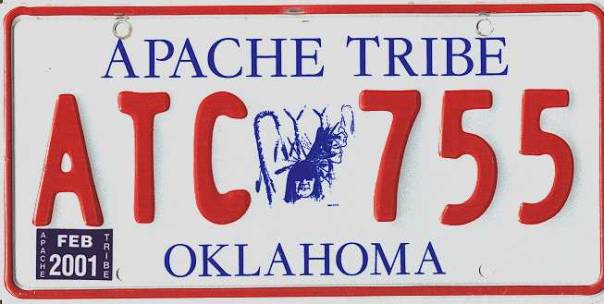 APACHE TRIBE
ATC 755
APACHE FEB 2001 TRIBE
OKLAHOMA